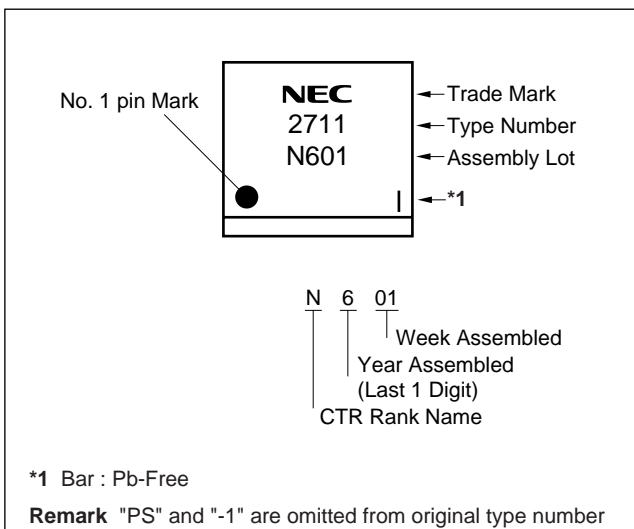 No. 1 pin Mark
NEC
2711
N601
Trade Mark
Type Number
Assembly Lot
*1
N 6 01
Week Assembled
Year Assembled
(Last 1 Digit)
CTR Rank Name
*1 Bar : Pb-Free
Remark "PS" and "-1" are omitted from original type number